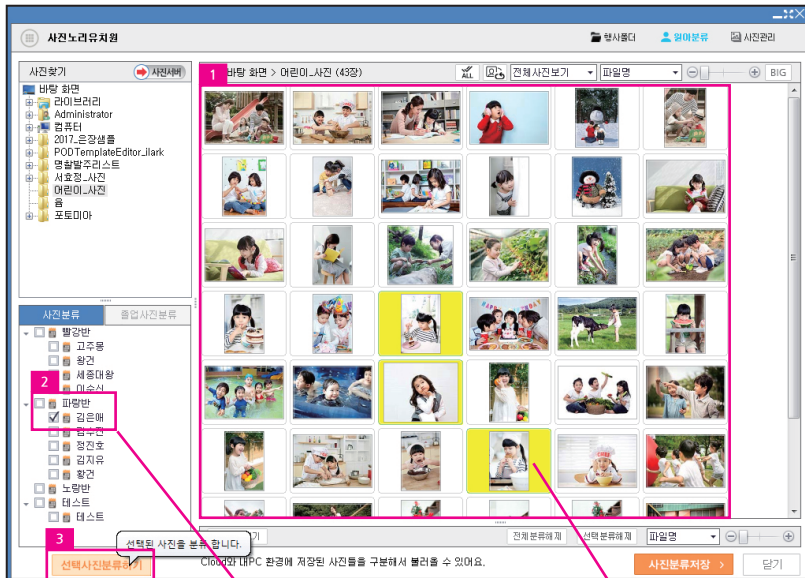 사진노리유치원
행사폴더
원아분류
사진관리
사진찾기
사진서버
1
바탕 화면 > 어린이_사진 (43장)
ALL
전체사진보기
파일명
BIG
바탕 화면
라이브러리
Administrator
컴퓨터
2017_은장샘플
PODTemplateEditor_ilark
명찰발주리스트
서효정_사진
어린이_사진
음
포토미아
사진분류
졸업사진분류
빨강반
고주몽
왕건
세종대왕
이순신
2
파랑반
김은애
정진호
김지유
황건
노랑반
테스트
테스트
3
선택된 사진을 분류 합니다.
선택사진분류하기
전체분류해제
선택분류해제
파일명
Cloud와 내PC 환경에 저장된 사진들을 구분해서 불러올 수 있어요.
사진분류저장 >
닫기